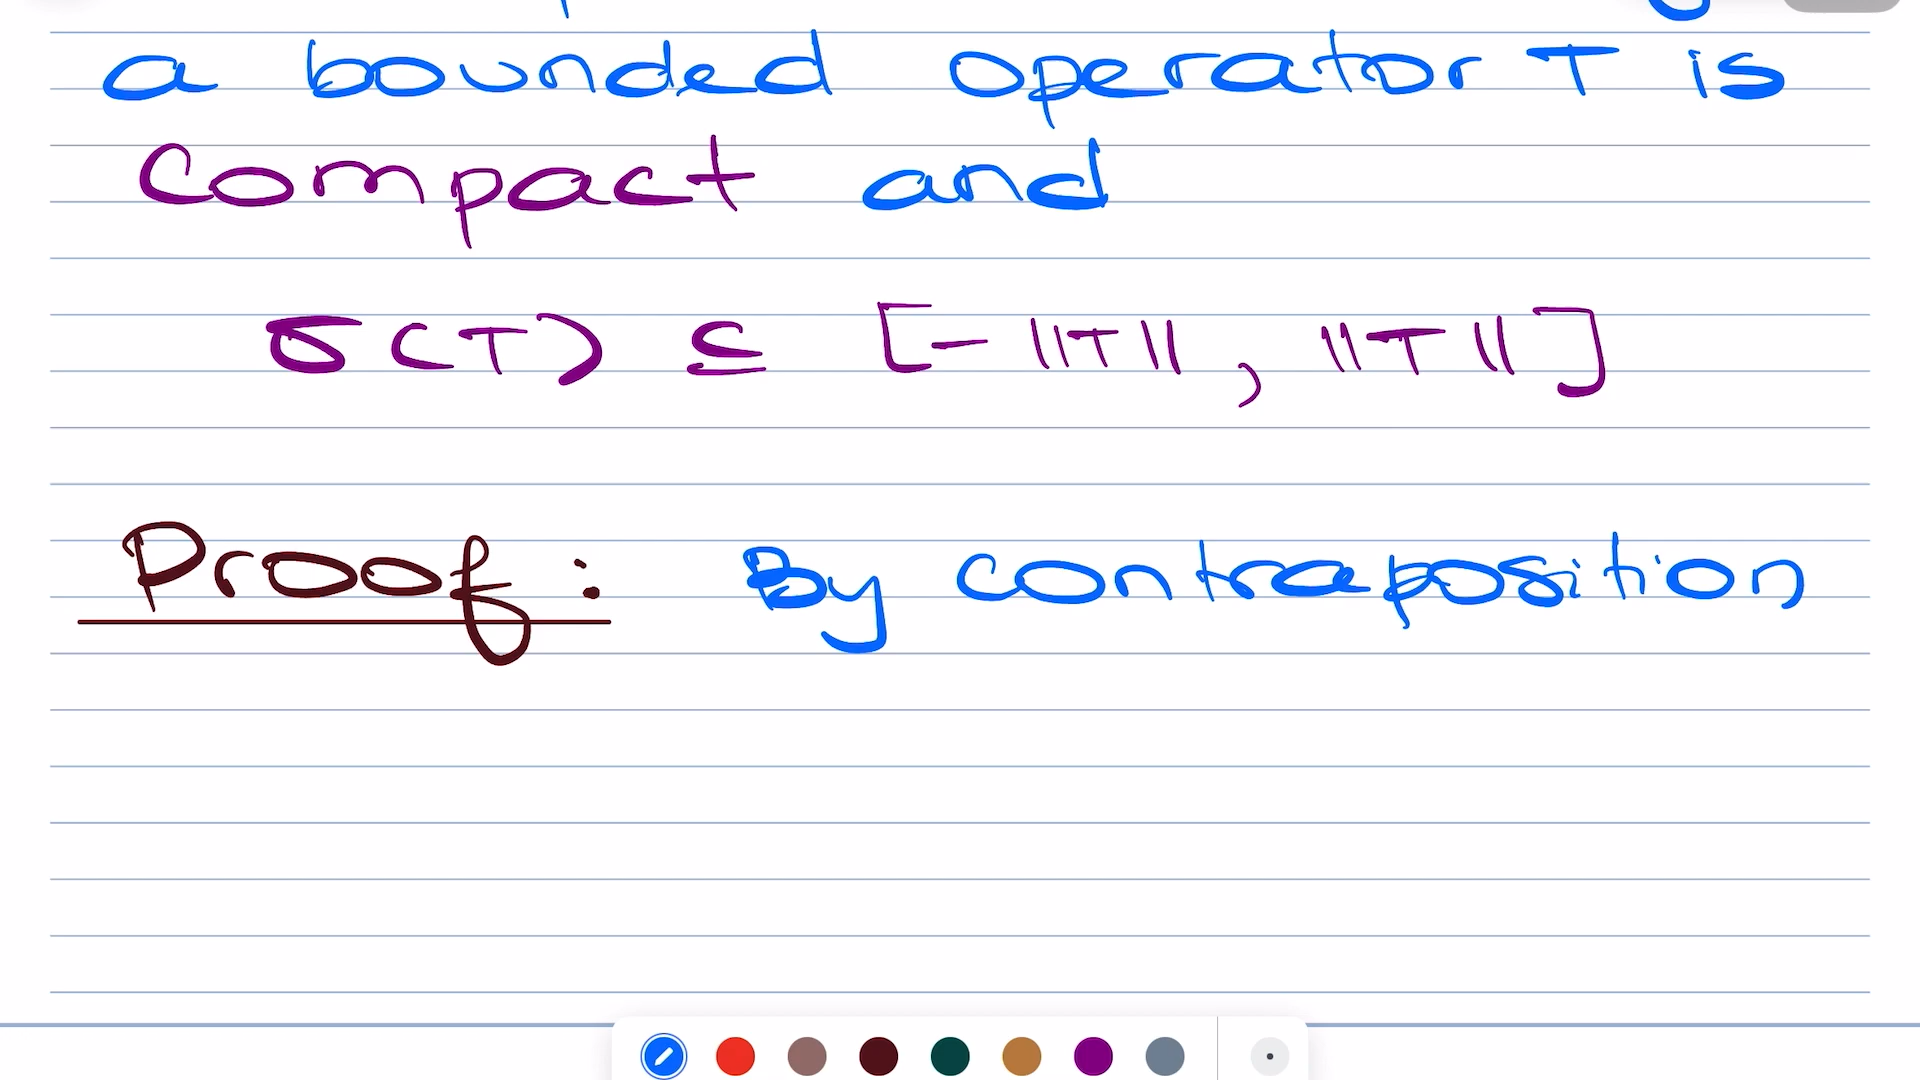 a bounded operator T is
compact and
σ(T) ⊆ [-||T||, ||T||]
Proof: By contraposition